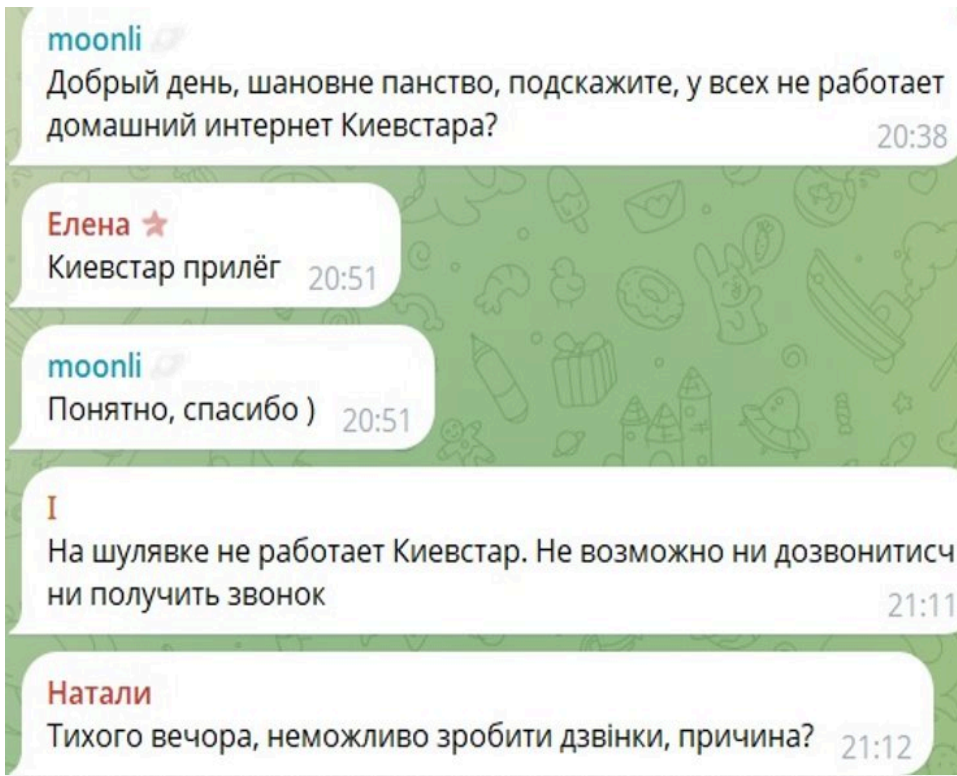 moonli
Добрый день, шановне панство, подскажите, у всех не работает
домашний интернет Киевстара?
20:38
Елена
Киевстар прилёг 20:51
moonli
Понятно, спасибо ) 20:51
I
На шулявке не работает Киевстар. Не возможно ни дозвонитисч
ни получить звонок
21:11
Натали
Тихого вечора, неможливо зробити дзвінки, причина? 21:12